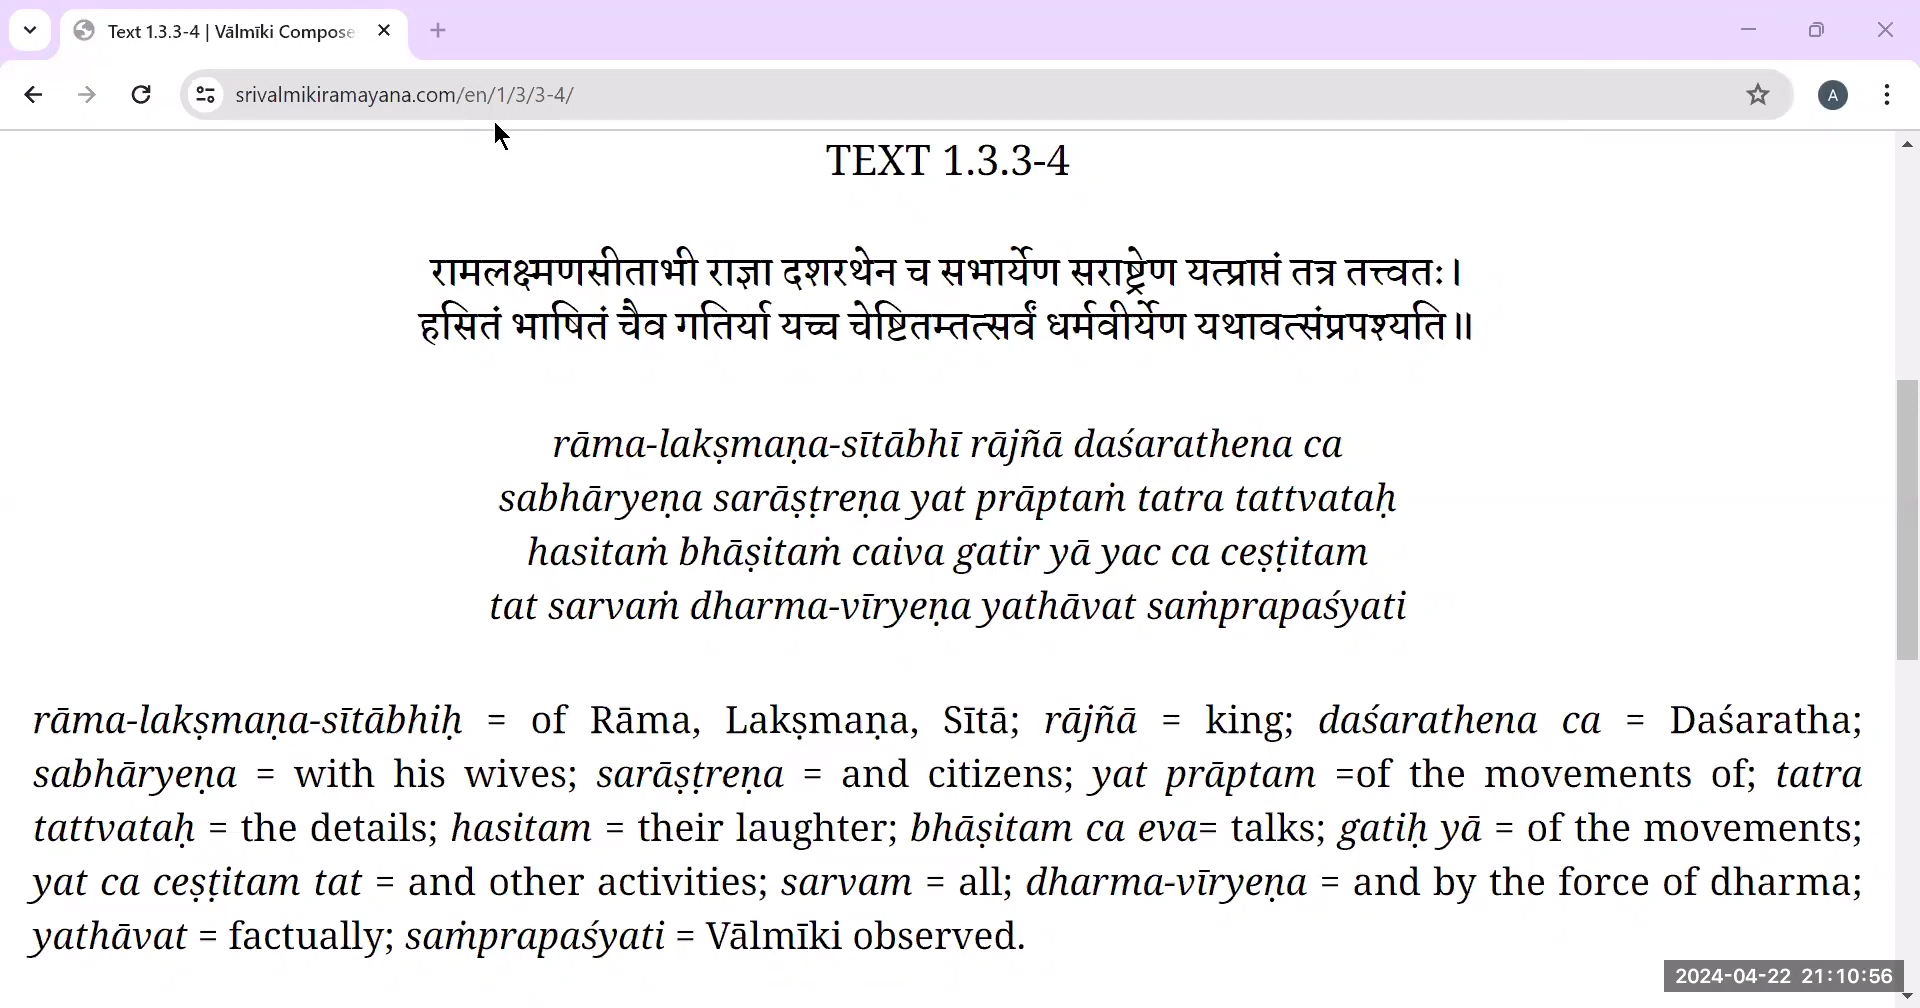 Text 1.3.3-4 | Vālmīki Compose
srivalmikiramayana.com/en/1/3/3-4/
A
TEXT 1.3.3-4
रामलक्ष्मणसीताभी राज्ञा दशरथेन च सभार्येण सराष्ट्रेण यत्प्राप्तं तत्र तत्त्वतः।
हसितं भाषितं चैव गतिर्या यच्च चेष्टितम्तत्सर्वं धर्मवीर्येण यथावत्संप्रपश्यति॥
rāma-lakṣmaṇa-sītābhī rājñā daśarathena ca
sabhāryeṇa sarāṣṭreṇa yat prāptaṁ tatra tattvataḥ
hasitaṁ bhāṣitaṁ caiva gatir yā yac ca ceṣṭitam
tat sarvaṁ dharma-vīryeṇa yathāvat saṁprapaśyati
rāma-lakṣmaṇa-sītābhiḥ = of Rāma, Lakṣmaṇa, Sītā; rājñā = king; daśarathena ca = Daśaratha;
sabhāryeṇa = with his wives; sarāṣṭreṇa = and citizens; yat prāptam =of the movements of; tatra
tattvataḥ = the details; hasitam = their laughter; bhāṣitam ca eva= talks; gatiḥ yā = of the movements;
yat ca ceṣṭitam tat = and other activities; sarvam = all; dharma-vīryeṇa = and by the force of dharma;
yathāvat = factually; saṁprapaśyati = Vālmīki observed.
2024-04-22 21:10:56